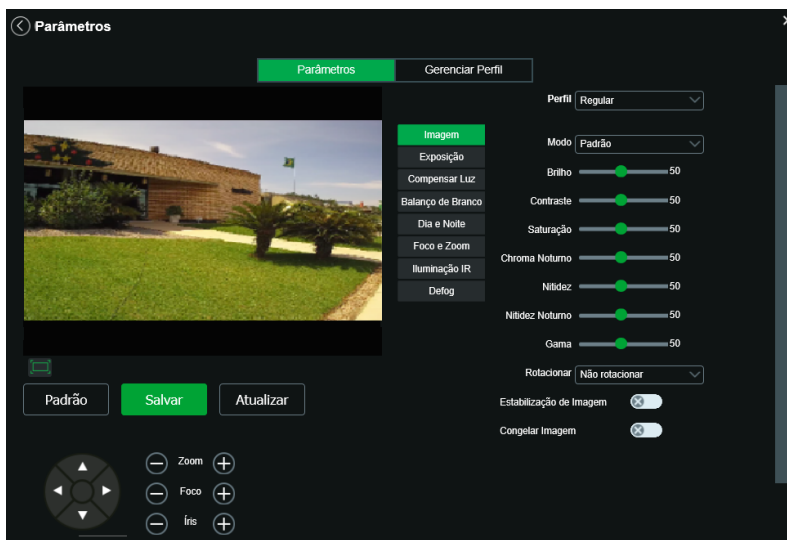 Parâmetros
Parâmetros
Gerenciar Perfil
Perfil Regular
Imagem
Exposição
Compensar Luz
Balanço de Branco
Dia e Noite
Foco e Zoom
Iluminação IR
Defog
Modo Padrão
Brilho 50
Contraste 50
Saturação 50
Chroma Noturno 50
Nitidez 50
Nitidez Noturno 50
Gama 50
Rotacionar Não rotacionar
Estabilização de Imagem
Congelar Imagem
Padrão
Salvar
Atualizar
Zoom
Foco
Íris